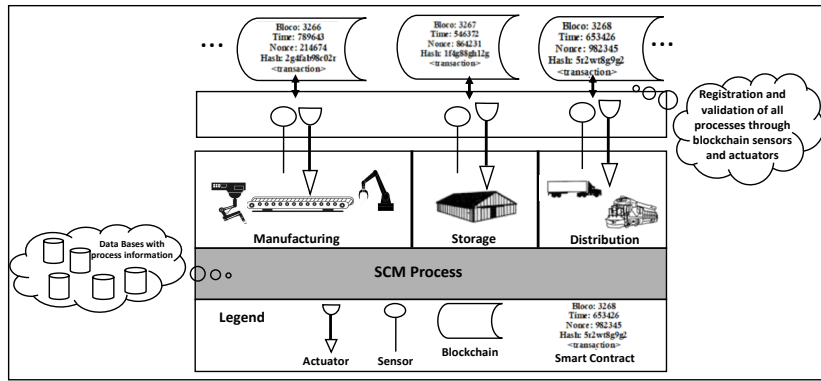 Bloco: 3266
Time: 789643
Nonce: 214674
Hash: 2g4fab98c02r
<transaction>
Bloco: 3267
Time: 546372
Nonce: 864231
Hash: 1f4g88gh12g
<transaction>
Bloco: 3268
Time: 653426
Nonce: 982345
Hash: 5r2wt8g9g2
<transaction>
...
...
Registration and
validation of all
processes through
blockchain sensors
and actuators
Manufacturing
Storage
Distribution
Data Bases with
process information
SCM Process
Legend
Actuator
Sensor
Blockchain
Bloco: 3268
Time: 653426
Nonce: 982345
Hash: 5r2wt8g9g2
<transaction>
Smart Contract